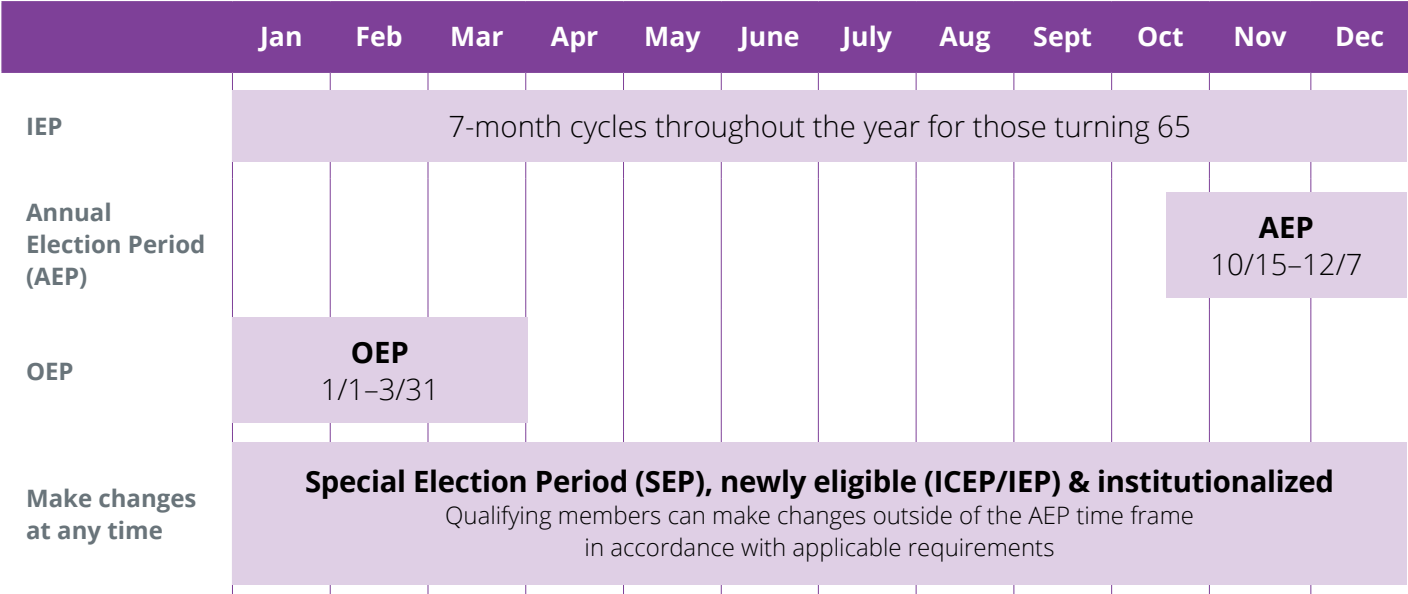 Jan Feb Mar Apr May June July Aug Sept Oct Nov Dec
IEP
7-month cycles throughout the year for those turning 65
Annual
Election Period
(AEP)
AEP
10/15–12/7
OEP
OEP
1/1–3/31
Make changes
at any time
Special Election Period (SEP), newly eligible (ICEP/IEP) & institutionalized
Qualifying members can make changes outside of the AEP time frame
in accordance with applicable requirements